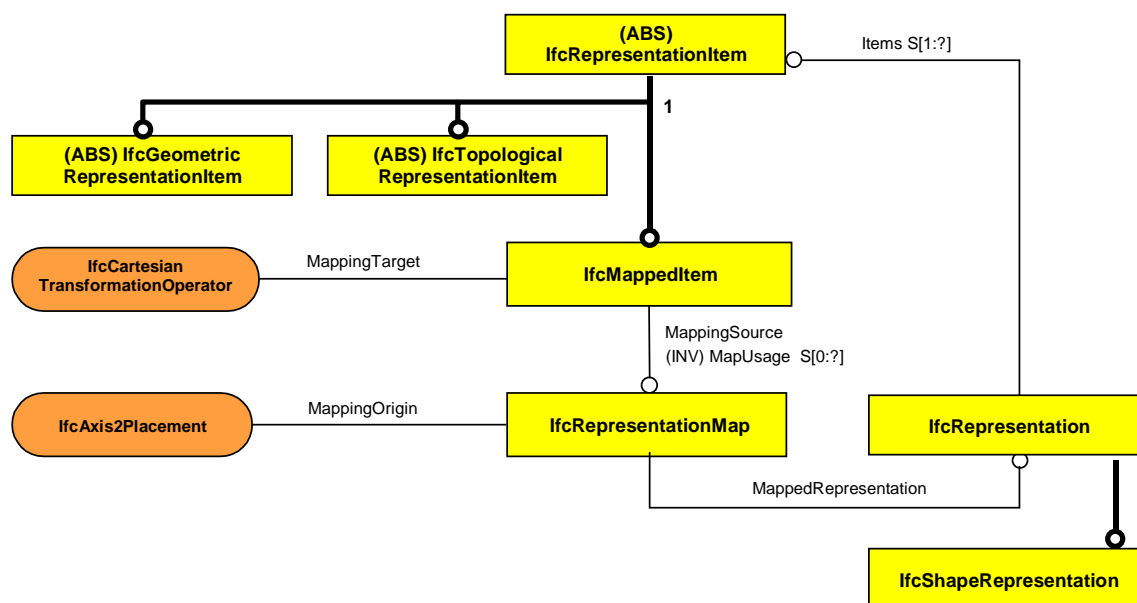 (ABS)
IfcRepresentationItem
Items S[1:?]
1
(ABS) IfcGeometric
RepresentationItem
(ABS) IfcTopological
RepresentationItem
IfcCartesian
TransformationOperator
MappingTarget
IfcMappedItem
MappingSource
(INV) MapUsage S[0:?]
IfcAxis2Placement
MappingOrigin
IfcRepresentationMap
IfcRepresentation
MappedRepresentation
IfcShapeRepresentation